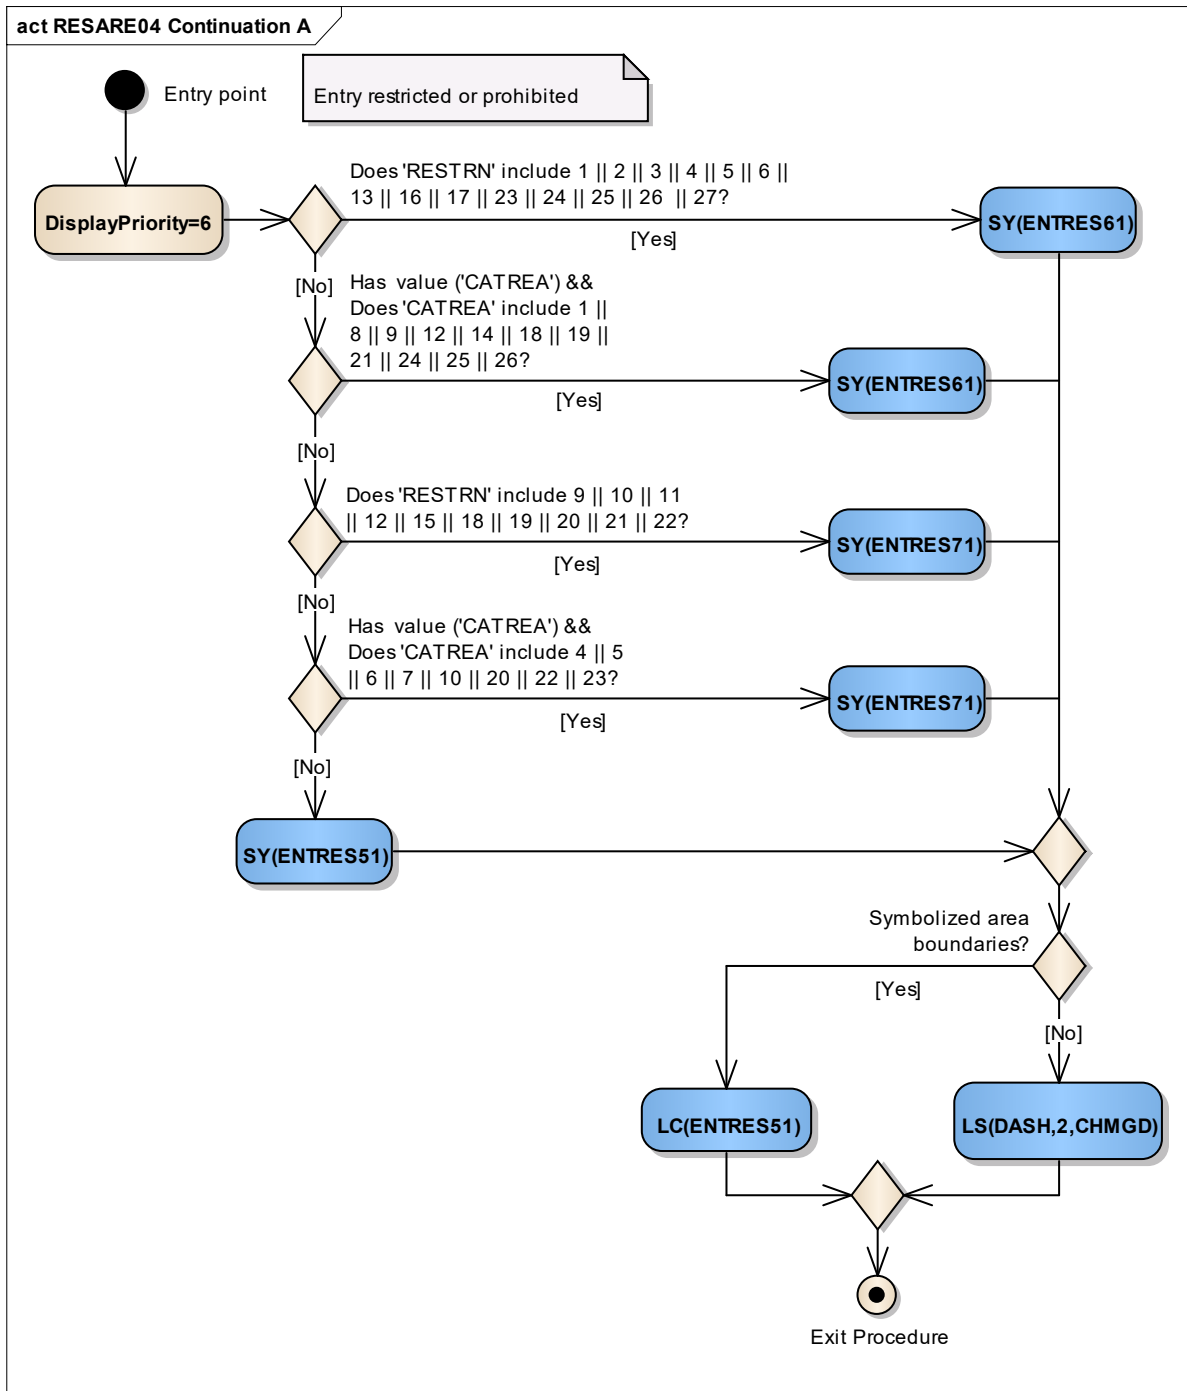 act RESARE04 Continuation A
Entry point
Entry restricted or prohibited
Does 'RESTRN' include 1 || 2 || 3 || 4 || 5 || 6 ||
13 || 16 || 17 || 23 || 24 || 25 || 26 || 27?
DisplayPriority=6
SY(ENTRES61)
[Yes]
[No]
Has value ('CATREA') &&
Does 'CATREA' include 1 ||
8 || 9 || 12 || 14 || 18 || 19 ||
21 || 24 || 25 || 26?
SY(ENTRES61)
[Yes]
[No]
Does 'RESTRN' include 9 || 10 || 11
|| 12 || 15 || 18 || 19 || 20 || 21 || 22?
SY(ENTRES71)
[Yes]
[No]
Has value ('CATREA') &&
Does 'CATREA' include 4 || 5
|| 6 || 7 || 10 || 20 || 22 || 23?
SY(ENTRES71)
[Yes]
[No]
SY(ENTRES51)
Symbolized area
boundaries?
[Yes]
[No]
LC(ENTRES51)
LS(DASH,2,CHMGD)
Exit Procedure